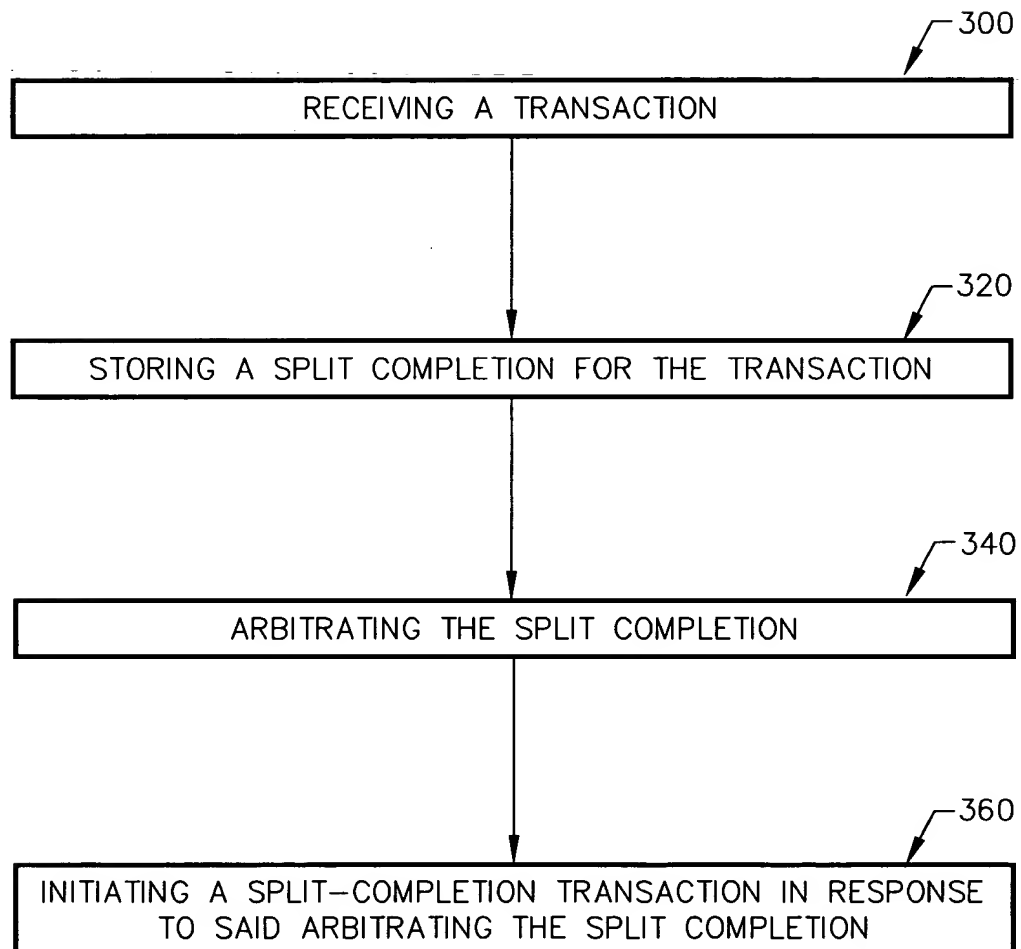 300
RECEIVING A TRANSACTION
320
STORING A SPLIT COMPLETION FOR THE TRANSACTION
340
ARBITRATING THE SPLIT COMPLETION
360
INITIATING A SPLIT-COMPLETION TRANSACTION IN RESPONSE
TO SAID ARBITRATING THE SPLIT COMPLETION